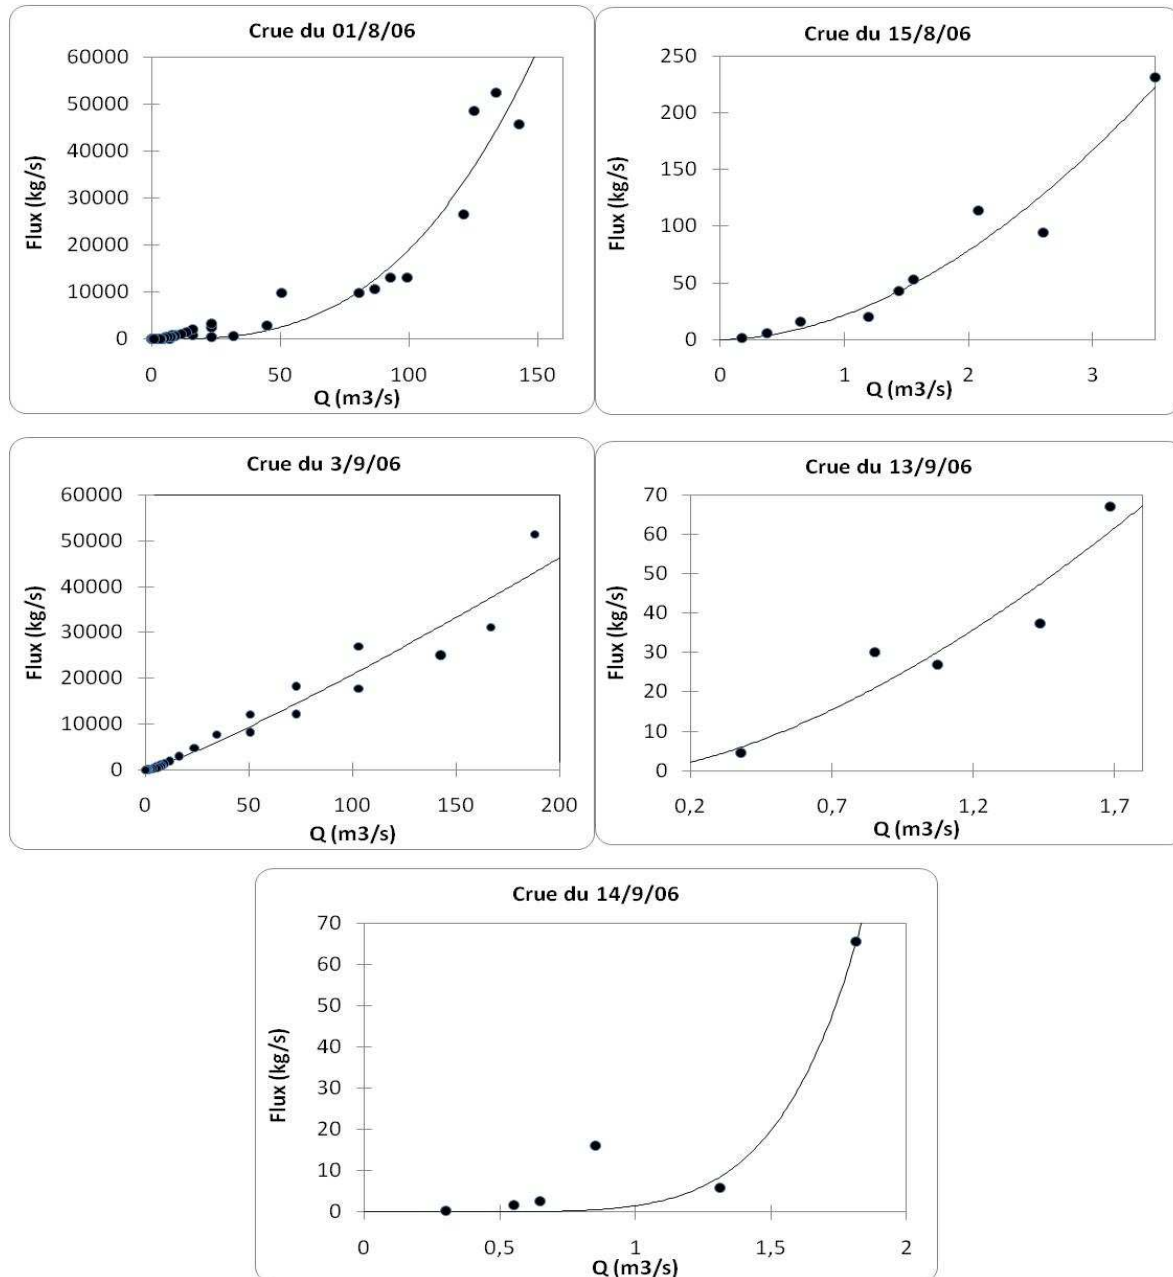 Crue du 01/8/06
60000
50000
40000
30000
20000
10000
0
Flux (kg/s)
0 50 100 150
Q (m3/s)
Crue du 15/8/06
250
200
150
100
50
0
Flux (kg/s)
0 1 2 3
Q (m3/s)
Crue du 3/9/06
60000
50000
40000
30000
20000
10000
0
Flux (kg/s)
0 50 100 150 200
Q (m3/s)
Crue du 13/9/06
70
60
50
40
30
20
10
0
Flux (kg/s)
0,2 0,7 1,2 1,7
Q (m3/s)
Crue du 14/9/06
70
60
50
40
30
20
10
0
Flux (kg/s)
0 0,5 1 1,5 2
Q (m3/s)